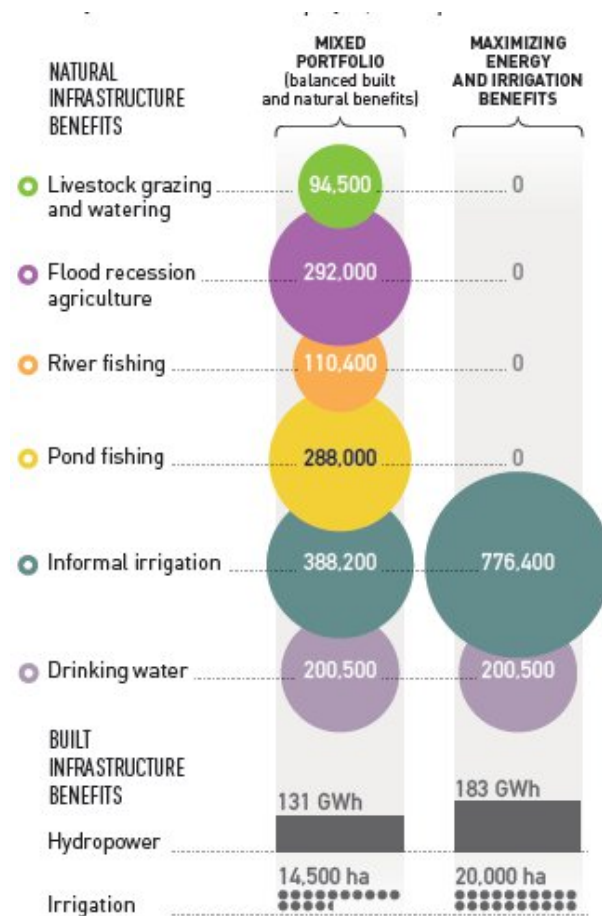 MIXED
PORTFOLIO
(balanced built
and natural benefits)
MAXIMIZING
ENERGY
AND IRRIGATION
BENEFITS
NATURAL
INFRASTRUCTURE
BENEFITS
Livestock grazing
and watering
94,500
0
Flood recession
agriculture
292,000
0
River fishing
110,400
0
Pond fishing
288,000
0
Informal irrigation
388,200
776,400
Drinking water
200,500
200,500
BUILT
INFRASTRUCTURE
BENEFITS
131 GWh
183 GWh
Hydropower
14,500 ha
20,000 ha
Irrigation